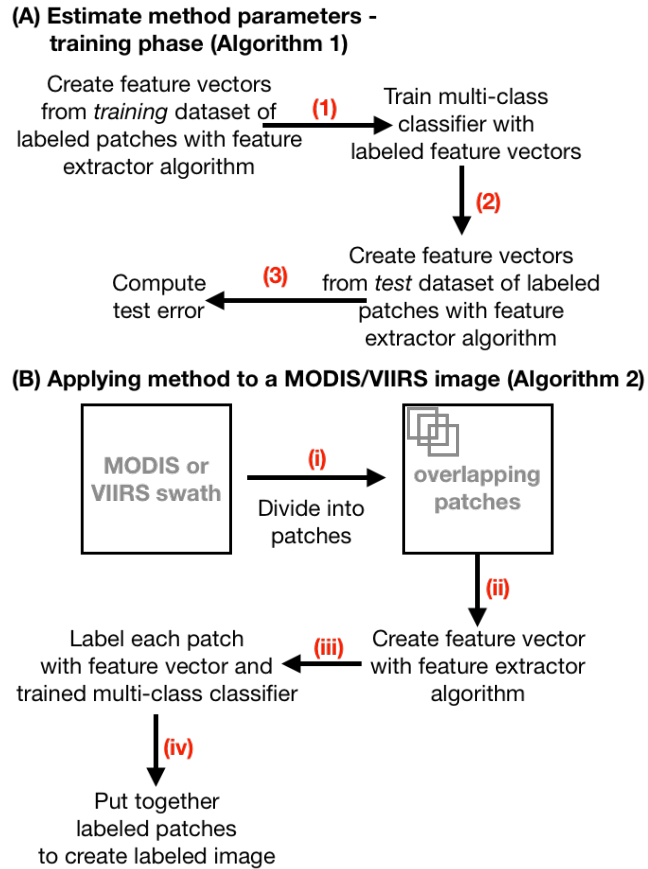 (A) Estimate method parameters -
training phase (Algorithm 1)
Create feature vectors
from training dataset of
labeled patches with feature
extractor algorithm
(1)
Train multi-class
classifier with
labeled feature vectors
(2)
Create feature vectors
from test dataset of labeled
patches with feature
extractor algorithm
(3)
Compute
test error
(B) Applying method to a MODIS/VIIRS image (Algorithm 2)
MODIS or
VIIRS swath
(i)
Divide into
patches
overlapping
patches
(ii)
Create feature vector
with feature extractor
algorithm
(iii)
Label each patch
with feature vector and
trained multi-class classifier
(iv)
Put together
labeled patches
to create labeled image